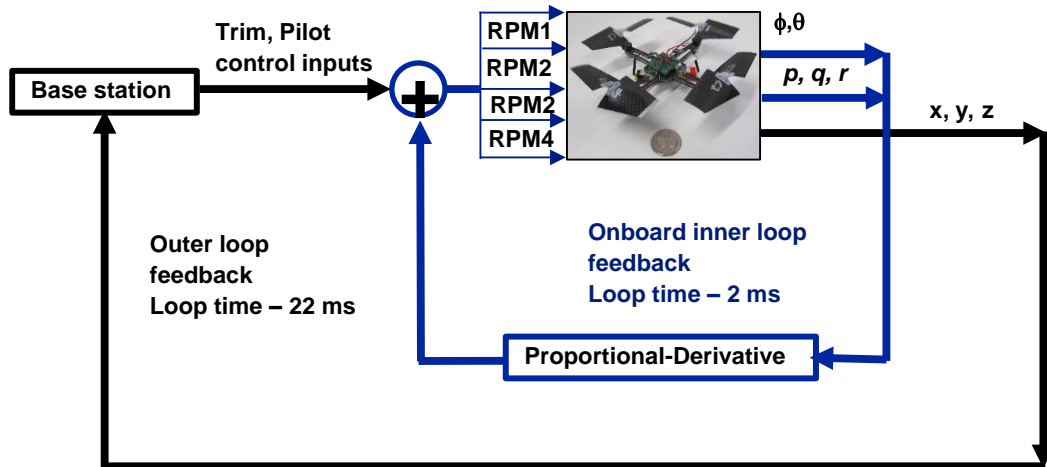 Trim, Pilot
control inputs
Base station
+
RPM1
RPM2
RPM2
RPM4
ϕ,θ
p, q, r
x, y, z
Outer loop
feedback
Loop time – 22 ms
Onboard inner loop
feedback
Loop time – 2 ms
Proportional-Derivative